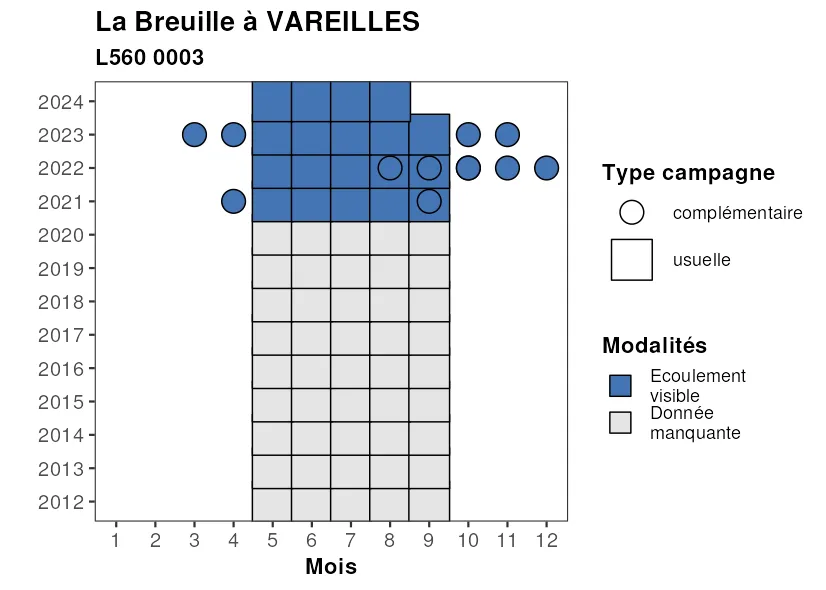 La Breuille à VAREILLES
L560 0003
2024
2023
2022
2021
2020
2019
2018
2017
2016
2015
2014
2013
2012
1 2 3 4 5 6 7 8 9 10 11 12
Mois
Type campagne
complémentaire
usuelle
Modalités
Ecoulement
visible
Donnée
manquante